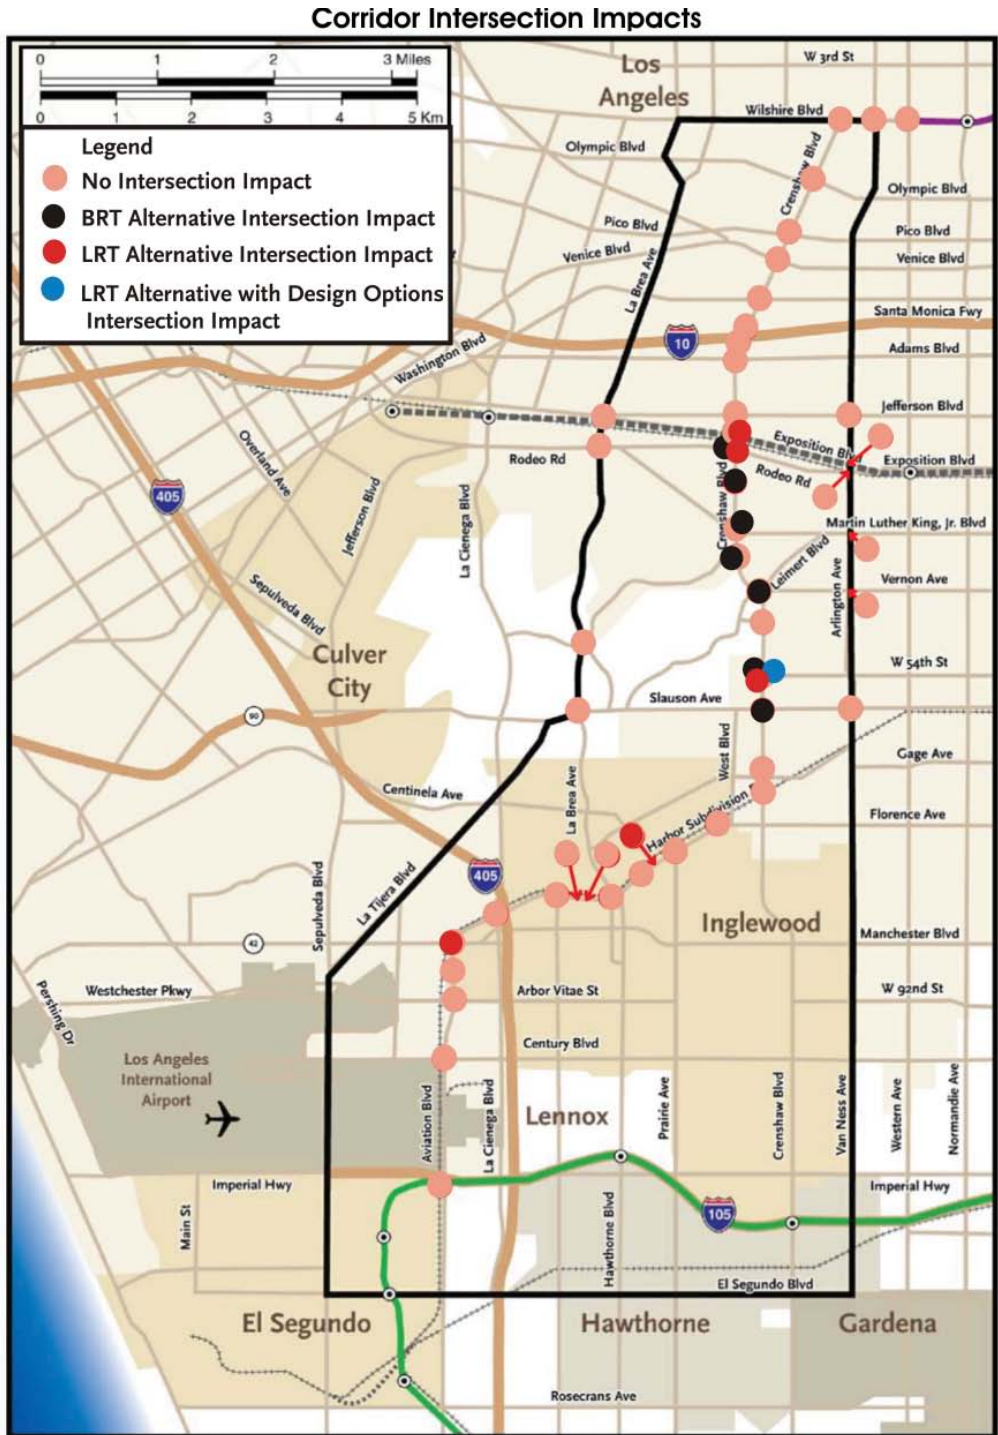 Corridor Intersection Impacts
0 1 2 3 Miles
0 1 2 3 4 5 Km
Legend
No Intersection Impact
BRT Alternative Intersection Impact
LRT Alternative Intersection Impact
LRT Alternative with Design Options
Intersection Impact
Los
Angeles
W 3rd St
Wilshire Blvd
Olympic Blvd
Crenshaw Blvd
Olympic Blvd
Pico Blvd
Pico Blvd
Venice Blvd
Venice Blvd
La Brea Ave
Santa Monica Fwy
10
Washington Blvd
Adams Blvd
Jefferson Blvd
Exposition Blvd
Exposition Blvd
Rodeo Rd
Rodeo Rd
Overland Ave
405
Jefferson Blvd
La Cienega Blvd
Crenshaw Blvd
Martin Luther King, Jr. Blvd
Leimert Blvd
Arlington Ave
Vernon Ave
Sepulveda Blvd
Culver
City
W 54th St
Slauson Ave
90
West Blvd
Gage Ave
Centinela Ave
La Brea Ave
Harbor Subdivision
Florence Ave
405
La Tijera Blvd
Sepulveda Blvd
Inglewood
42
Manchester Blvd
Westchester Pkwy
Pershing Dr
Arbor Vitae St
W 92nd St
Century Blvd
Los Angeles
International
Airport
Aviation Blvd
La Cienega Blvd
Lennox
Prairie Ave
Crenshaw Blvd
Van Ness Ave
Western Ave
Normandie Ave
Imperial Hwy
Imperial Hwy
105
Main St
Hawthorne Blvd
El Segundo Blvd
El Segundo
Hawthorne
Gardena
Rosecrans Ave